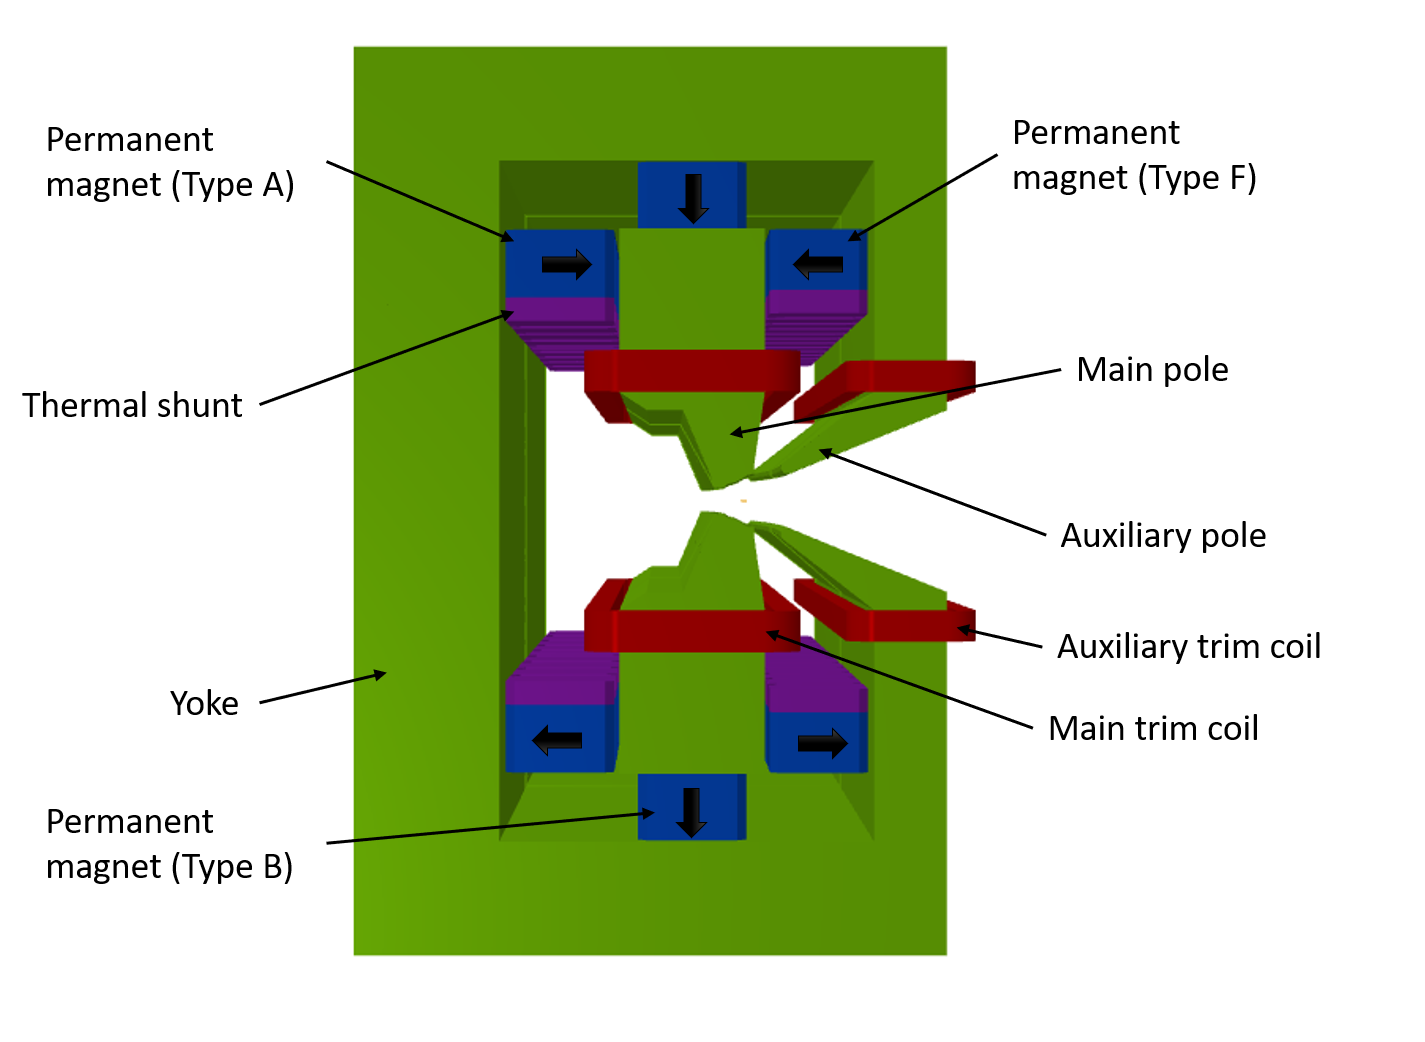 Permanent
magnet (Type A)
Permanent
magnet (Type F)
Thermal shunt
Main pole
Auxiliary pole
Auxiliary trim coil
Yoke
Main trim coil
Permanent
magnet (Type B)